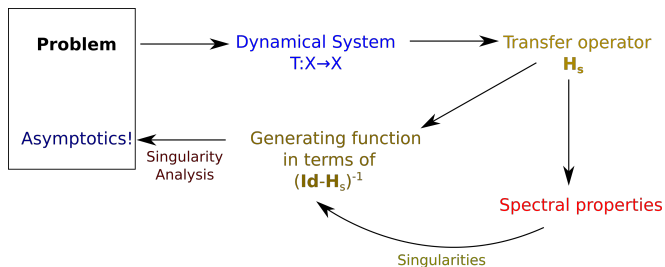 Problem
Dynamical System
T:X→X
Transfer operator
Hs
Asymptotics!
Singularity
Analysis
Generating function
in terms of
(Id-Hs)-1
Spectral properties
Singularities